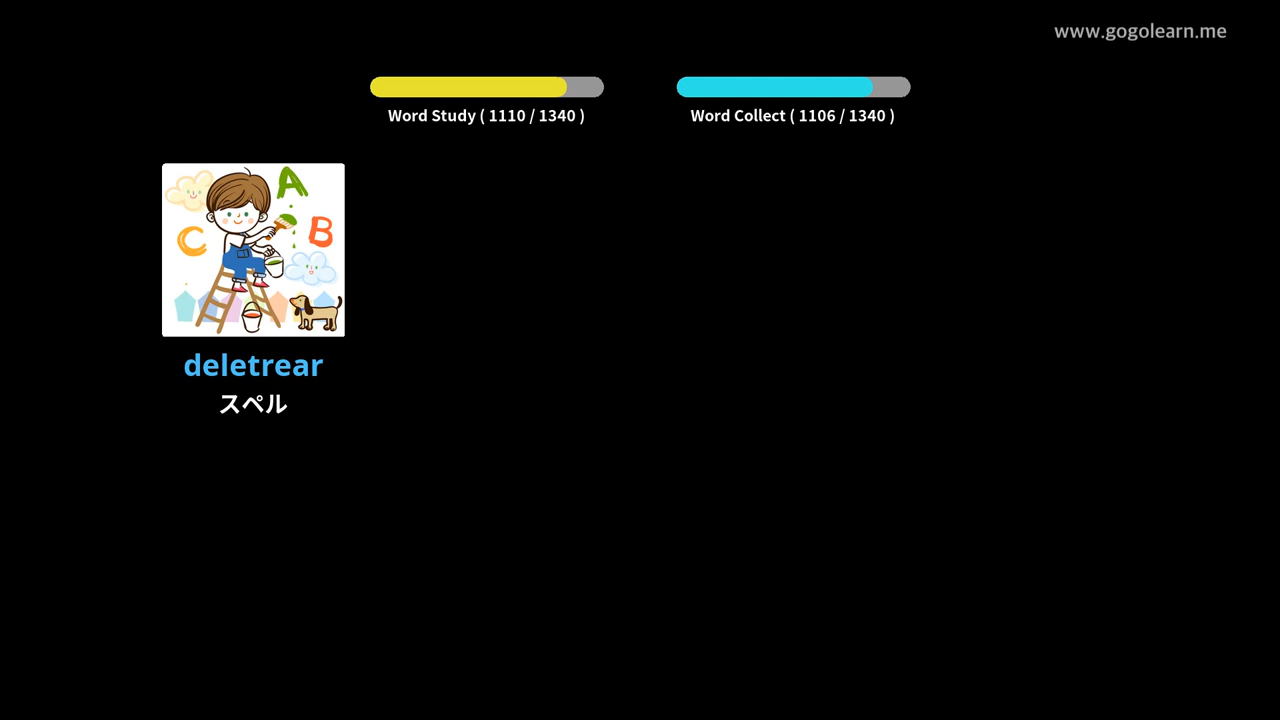 www.gogolearn.me
Word Study ( 1110 / 1340 )
Word Collect ( 1106 / 1340 )
A
B
C
deletrear
スペル